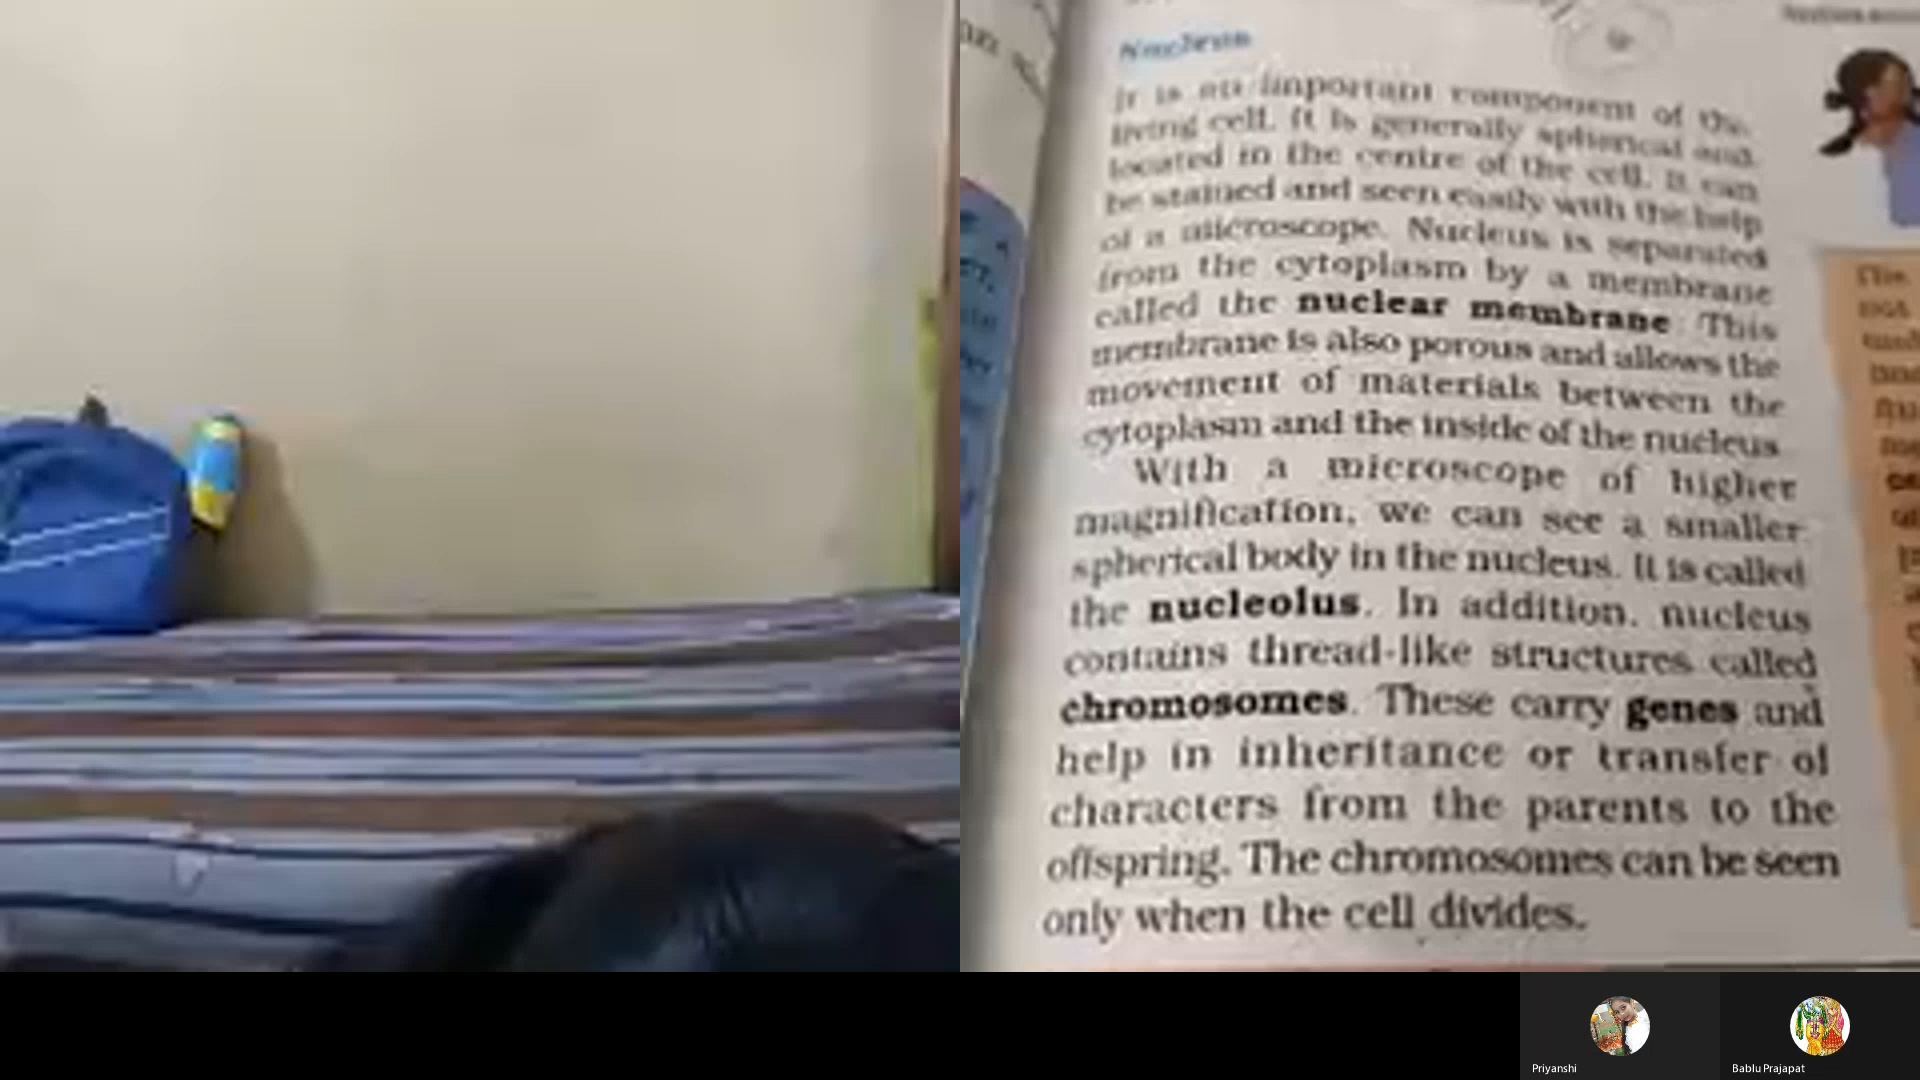 Nucleus
It is an important component of the
living cell. It is generally spherical and
located in the centre of the cell. It can
be stained and seen easily with the help
of a microscope. Nucleus is separated
from the cytoplasm by a membrane
called the nuclear membrane. This
membrane is also porous and allows the
movement of materials between the
cytoplasm and the inside of the nucleus.
With a microscope of higher
magnification, we can see a smaller
spherical body in the nucleus. It is called
the nucleolus. In addition, nucleus
contains thread-like structures called
chromosomes. These carry genes and
help in inheritance or transfer of
characters from the parents to the
offspring. The chromosomes can be seen
only when the cell divides.
The
Priyanshi
Bablu Prajapat